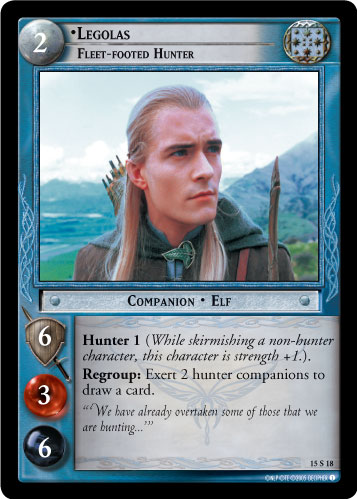 2
•Legolas
Fleet-footed Hunter
Companion • Elf
6
3
6
Hunter 1 (While skirmishing a non-hunter
character, this character is strength +1.).
Regroup: Exert 2 hunter companions to
draw a card.
“‘We have already overtaken some of those that we
are hunting...’”
15 S 18